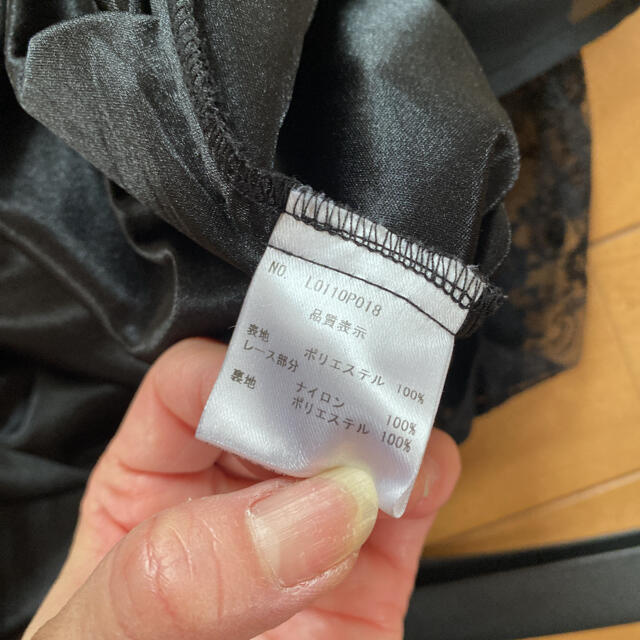 NO. L0110P018
品質表示
表地 ポリエステル 100%
レース部分
ナイロン 100%
裏地 ポリエステル 100%